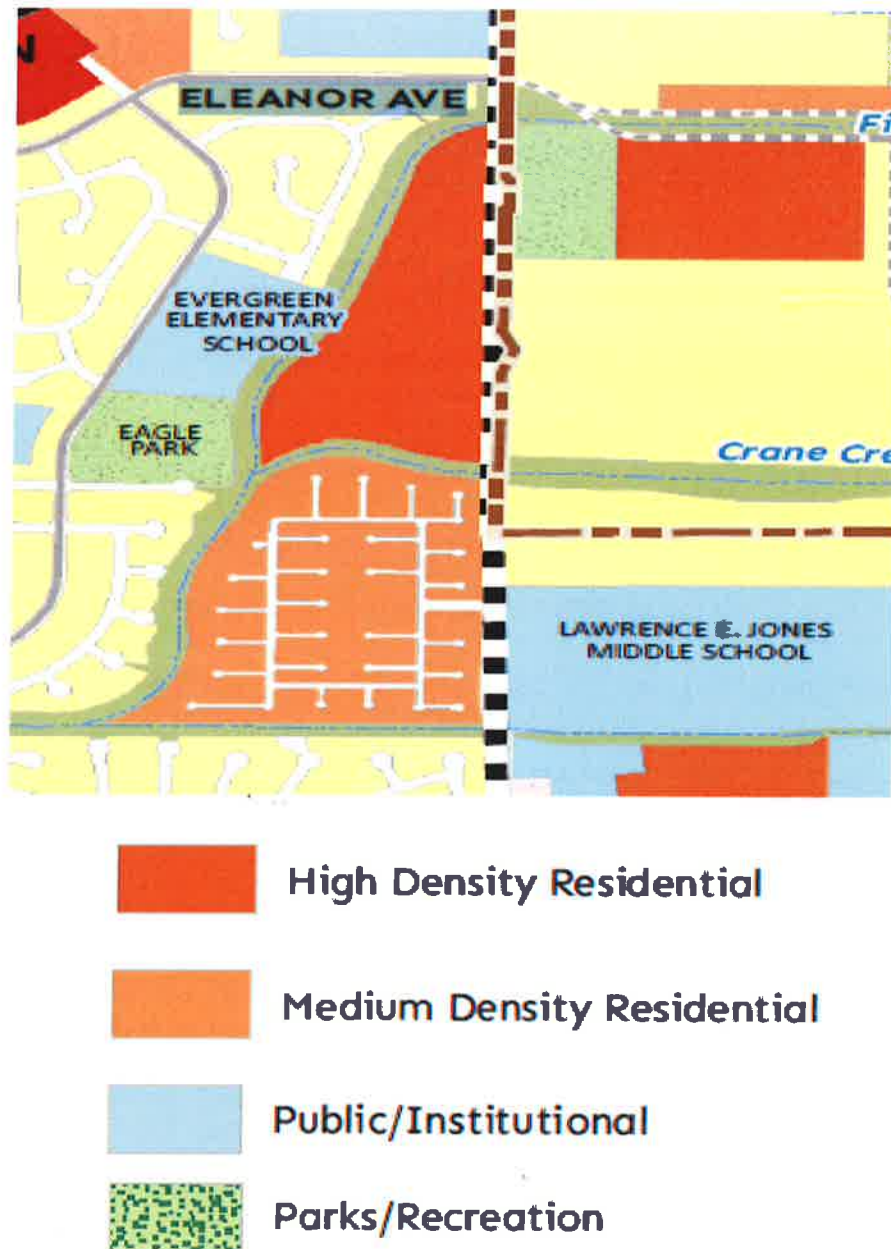 N
ELEANOR AVE
Fi
EVERGREEN
ELEMENTARY
SCHOOL
EAGLE
PARK
Crane Cre
LAWRENCE E. JONES
MIDDLE SCHOOL
High Density Residential
Medium Density Residential
Public/Institutional
Parks/Recreation